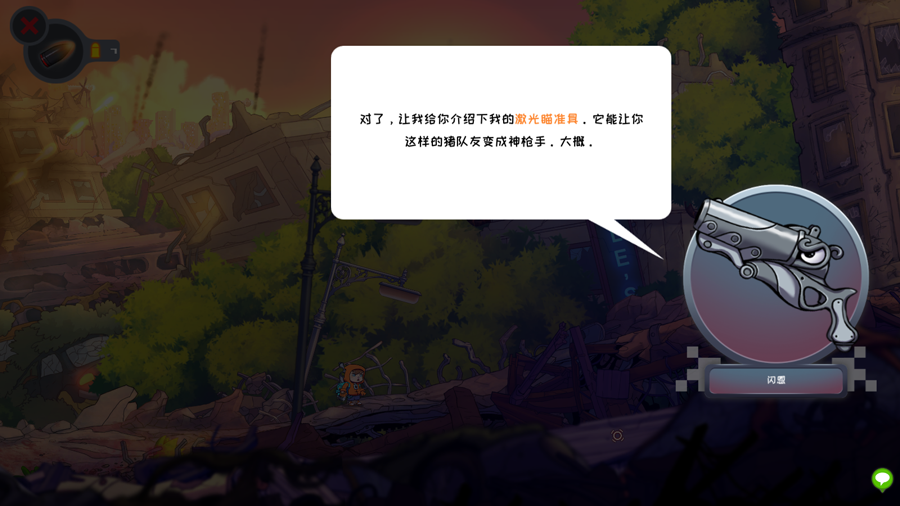 对了，让我给你介绍下我的激光瞄准具．它能让你
这样的猪队友变成神枪手．大概．
E'S
闪恩